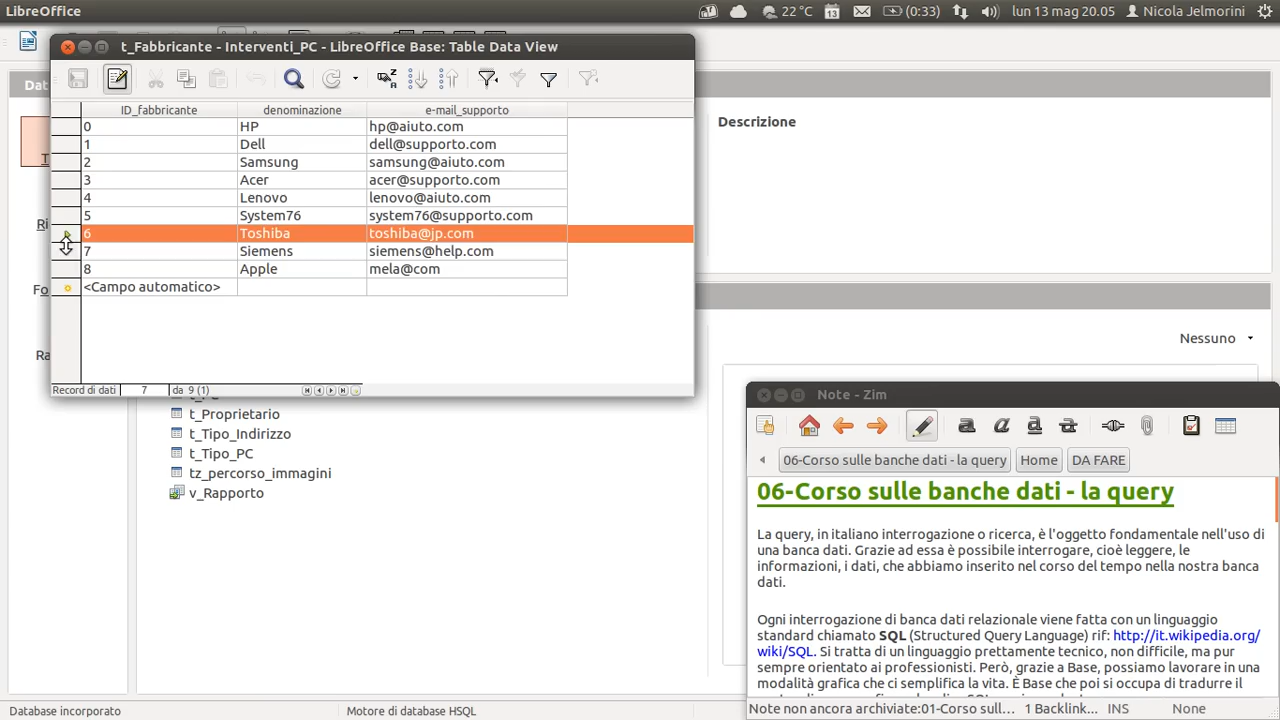 LibreOffice
22 °C
13
(0:33)
lun 13 mag 20.05
Nicola Jelmorini
t_Fabbricante - Interventi_PC - LibreOffice Base: Table Data View
Dat
ID_fabbricante denominazione e-mail_supporto
0 HP hp@aiuto.com
1 Dell dell@supporto.com
2 Samsung samsung@aiuto.com
3 Acer acer@supporto.com
4 Lenovo lenovo@aiuto.com
5 System76 system76@supporto.com
6 Toshiba toshiba@jp.com
7 Siemens siemens@help.com
8 Apple mela@com
<Campo automatico>
Record di dati 7 da 9 (1)
T
Ri
Fo
Ra
Descrizione
Nessuno
t_Proprietario
t_Tipo_Indirizzo
t_Tipo_PC
tz_percorso_immagini
v_Rapporto
Note - Zim
06-Corso sulle banche dati - la query Home DA FARE
06-Corso sulle banche dati - la query
La query, in italiano interrogazione o ricerca, è l'oggetto fondamentale nell'uso di
una banca dati. Grazie ad essa è possibile interrogare, cioè leggere, le
informazioni, i dati, che abbiamo inserito nel corso del tempo nella nostra banca
dati.
Ogni interrogazione di banca dati relazionale viene fatta con un linguaggio
standard chiamato SQL (Structured Query Language) rif: http://it.wikipedia.org/
wiki/SQL. Si tratta di un linguaggio prettamente tecnico, non difficile, ma pur
sempre orientato ai professionisti. Però, grazie a Base, possiamo lavorare in una
modalità grafica che ci semplifica la vita. È Base che poi si occupa di tradurre il
Note non ancora archiviate:01-Corso sull... 1 Backlink... INS None
Database incorporato Motore di database HSQL